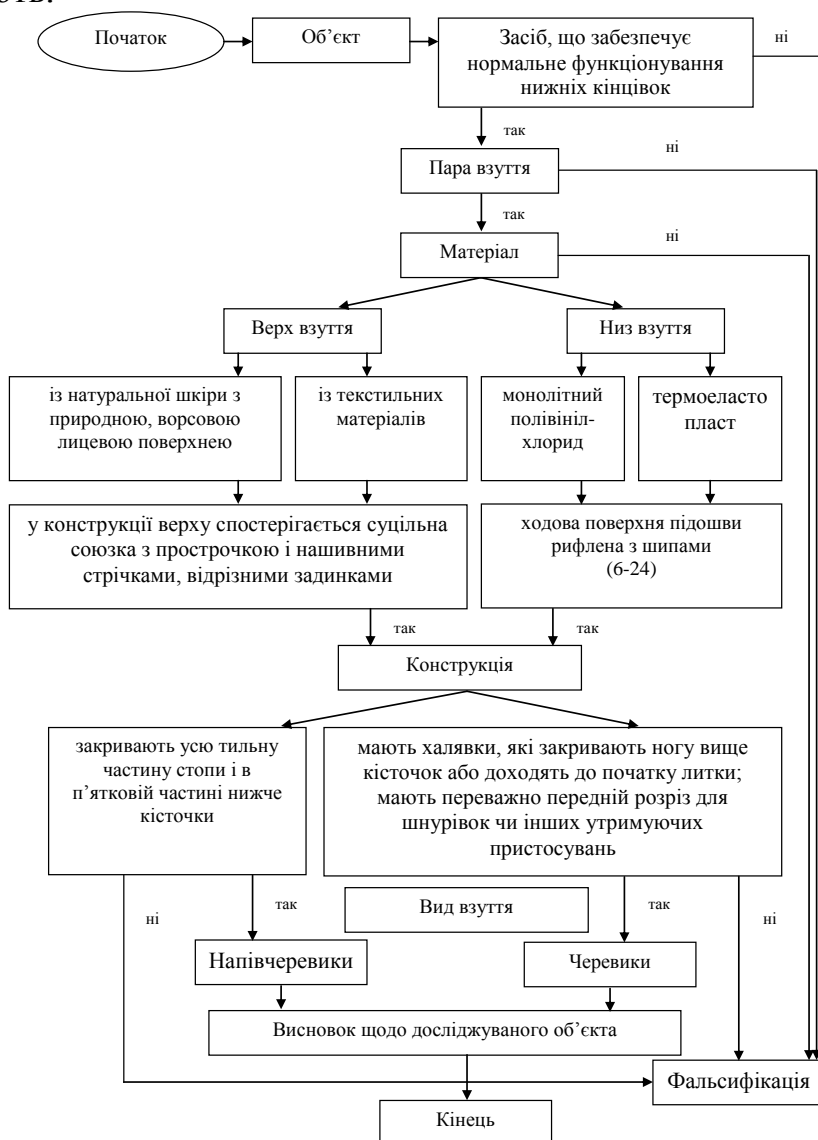 ість.
Початок
Об’єкт
Засіб, що забезпечує
нормальне функціонування
нижніх кінцівок
ні
так
Пара взуття
ні
так
Матеріал
ні
Верх взуття
Низ взуття
із натуральної шкіри з
природною, ворсовою
лицевою поверхнею
із текстильних
матеріалів
монолітний
полівініл-
хлорид
термоеласто
пласт
у конструкції верху спостерігається суцільна
союзка з прострочкою і нашивними
стрічками, відрізними задинками
ходова поверхня підошви
рифлена з шипами
(6-24)
так
так
Конструкція
закривають усю тильну
частину стопи і в
п’ятковій частині нижче
кісточки
мають халявки, які закривають ногу вище
кісточок або доходять до початку литки;
мають переважно передній розріз для
шнурівок чи інших утримуючих
пристосувань
ні
так
Вид взуття
так
ні
Напівчеревики
Черевики
Висновок щодо досліджуваного об’єкта
Фальсифікація
Кінець